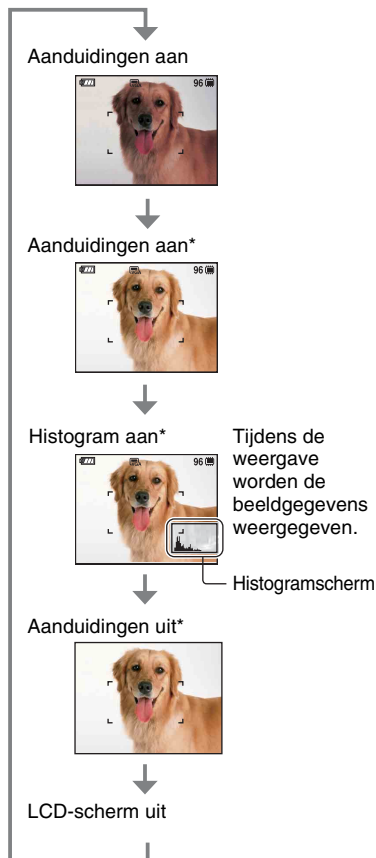 Aanduidingen aan
96
Aanduidingen aan*
96
Histogram aan*
96
Tijdens de
weergave
worden de
beeldgegevens
weergegeven.
Histogramscherm
Aanduidingen uit*
LCD-scherm uit